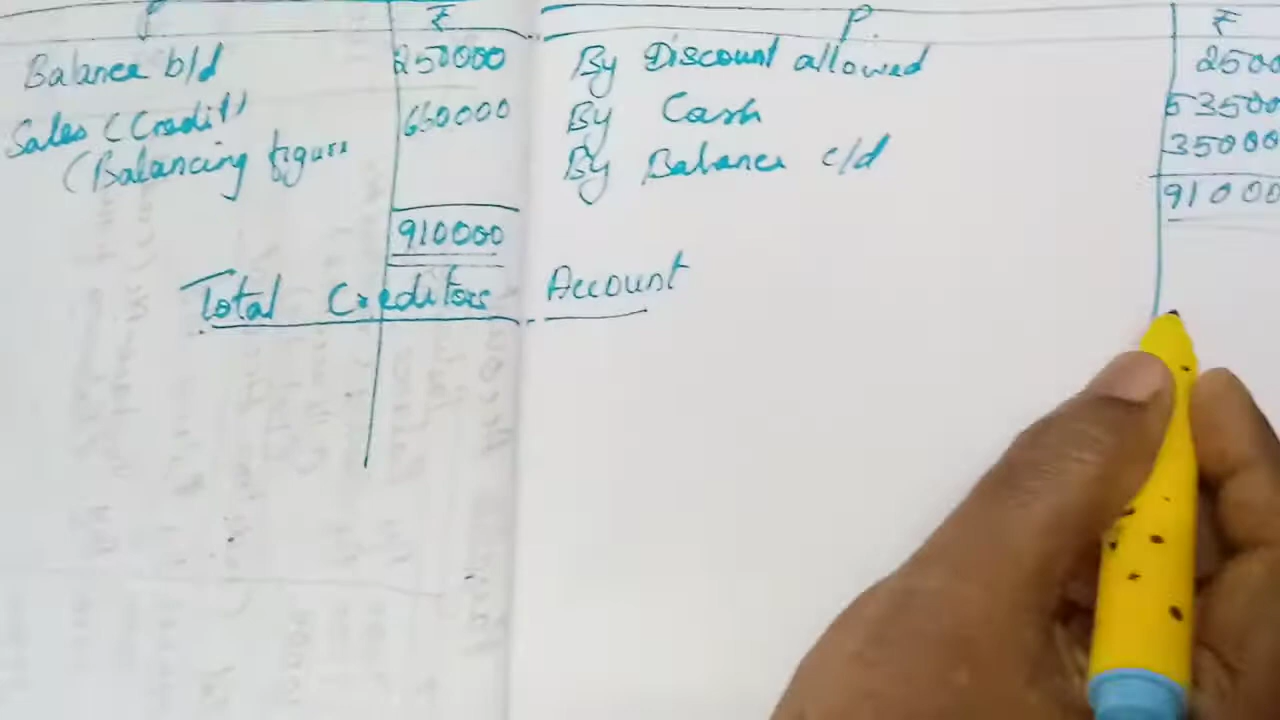 ₹ P. ₹
Balance b/d 250000 By Discount allowed 2500
Sales (Credit) 660000 By Cash 53500
(Balancing figure By Balance c/d 35000
910000 91000
Total Creditors Account